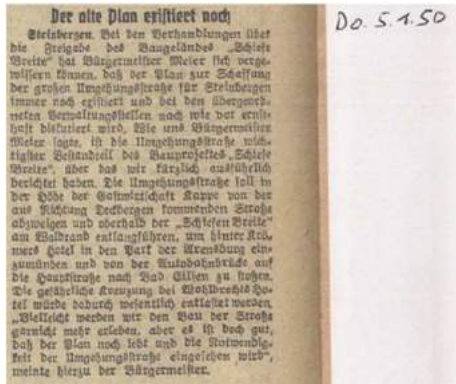 Der alte Plan existiert noch
Steinbergen. Bei den Verhandlungen über
die Freigabe des Baugeländes „Schiefe
Breite“ hat Bürgermeister Meier sich verge-
wissern können, daß der Plan zur Schaffung
der großen Umgehungsstraße für Steinbergen
immer noch existiert und bei den übergeord-
neten Verwaltungsstellen nach wie vor ernst-
haft diskutiert wird. Wie uns Bürgermeister
Meier sagte, ist die Umgehungsstraße wich-
tigster Bestandteil des Bauprojektes „Schiefe
Breite“, über das wir kürzlich ausführlich
berichtet haben. Die Umgehungsstraße soll in
der Höhe der Gastwirtschaft Kappe von der
aus Richtung Deckbergen kommenden Straße
abzweigen und oberhalb der „Schiefen Breite“
am Waldrand entlangführen, um hinter Krö-
mers Hotel in den Park der Arensburg ein-
zumünden und von der Autobahnbrücke auf
die Hauptstraße nach Bad Eilsen zu stoßen.
Die gefährliche Kreuzung bei Wohlbrechts Ho-
tel würde dadurch wesentlich entlastet werden.
„Vielleicht werden wir den Bau der Straße
garnicht mehr erleben, aber es ist doch gut,
daß der Plan noch lebt und die Notwendig-
keit der Umgehungsstraße eingesehen wird“,
meinte hierzu der Bürgermeister.
Do. 5.1.50